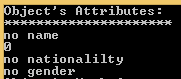 Object's Attributes:
********************
no name
0
no nationalilty
no gender